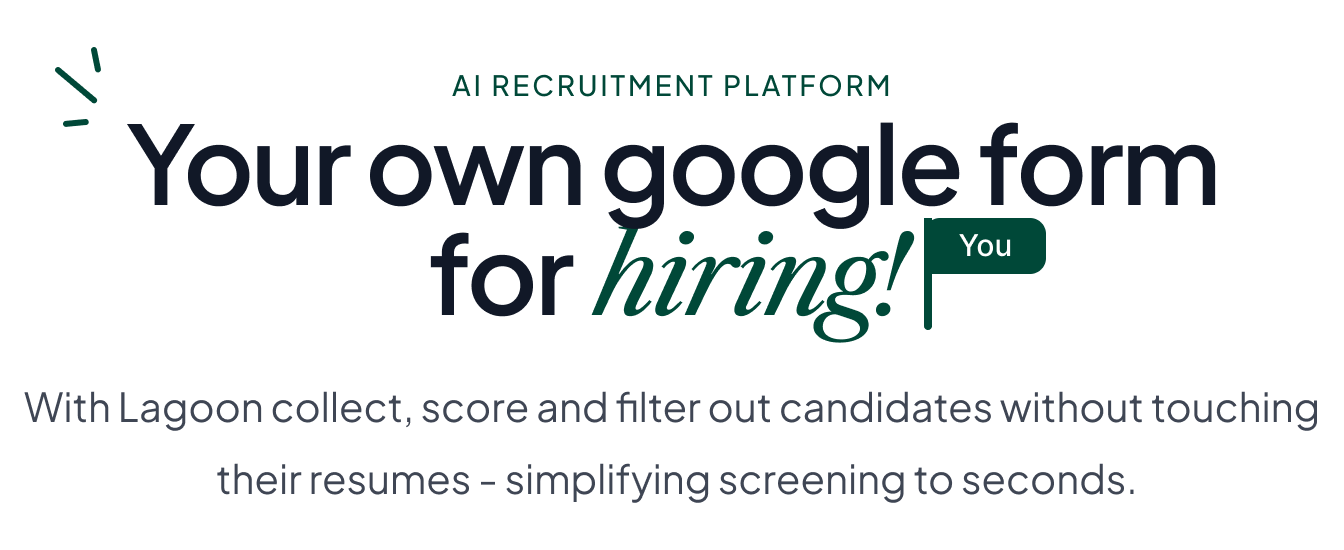 AI RECRUITMENT PLATFORM
Your own google form
for hiring!
You
With Lagoon collect, score and filter out candidates without touching
their resumes - simplifying screening to seconds.